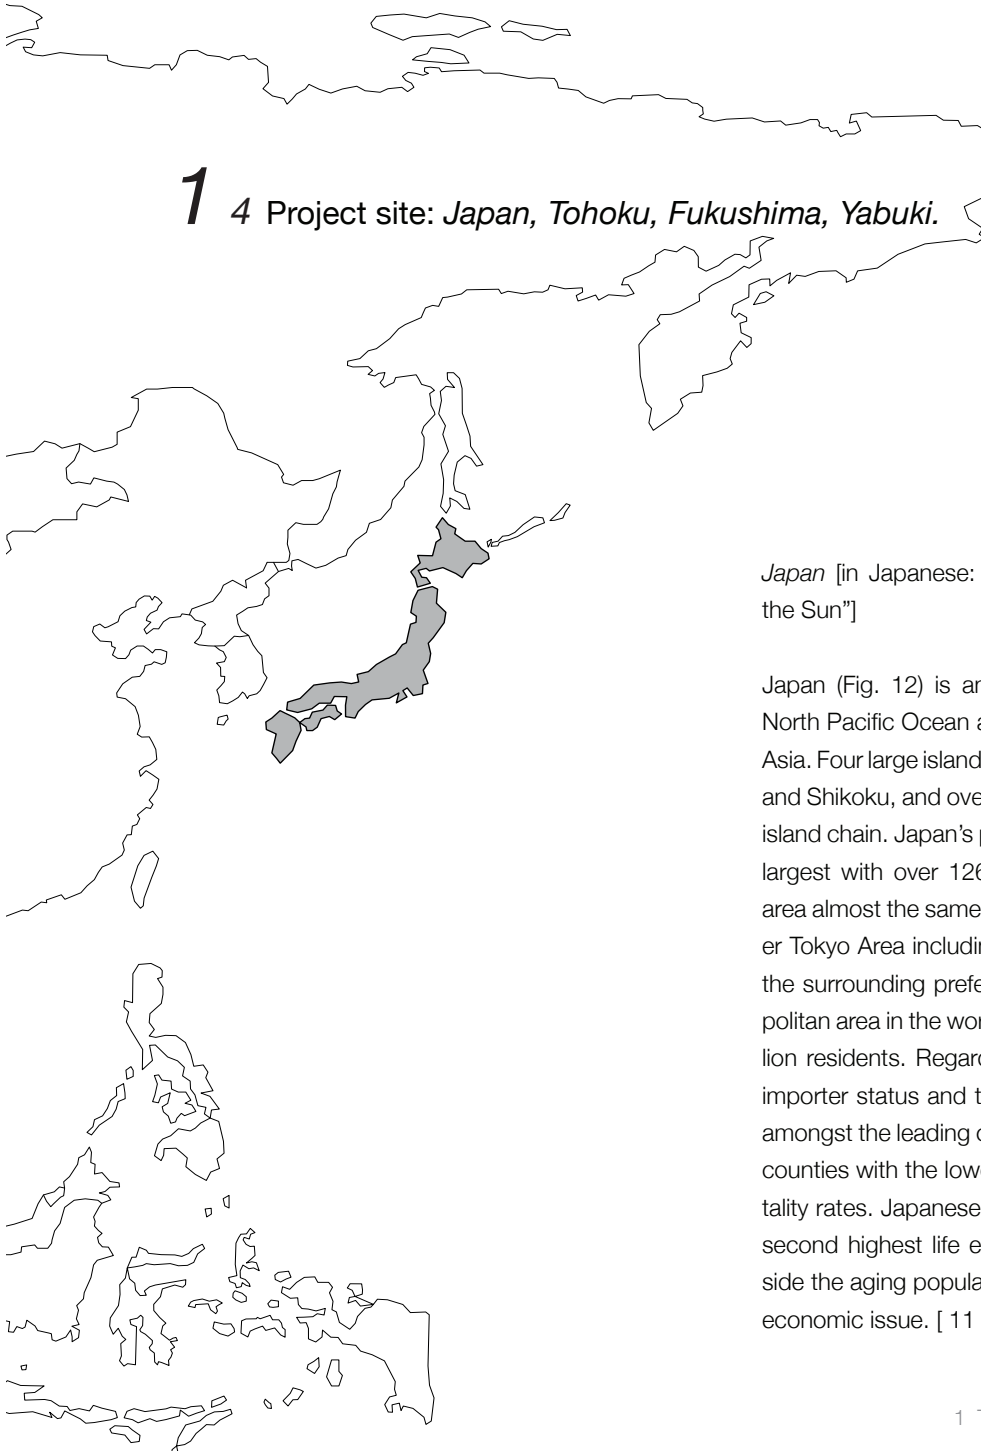 1 4 Project site: Japan, Tohoku, Fukushima, Yabuki.
Japan [in Japanese:
the Sun”]
Japan (Fig. 12) is an
North Pacific Ocean a
Asia. Four large island
and Shikoku, and ove
island chain. Japan’s p
largest with over 126
area almost the same
er Tokyo Area includin
the surrounding prefe
politan area in the wor
lion residents. Regard
importer status and t
amongst the leading c
counties with the lowe
tality rates. Japanese
second highest life e
side the aging popula
economic issue. [ 11
1 T